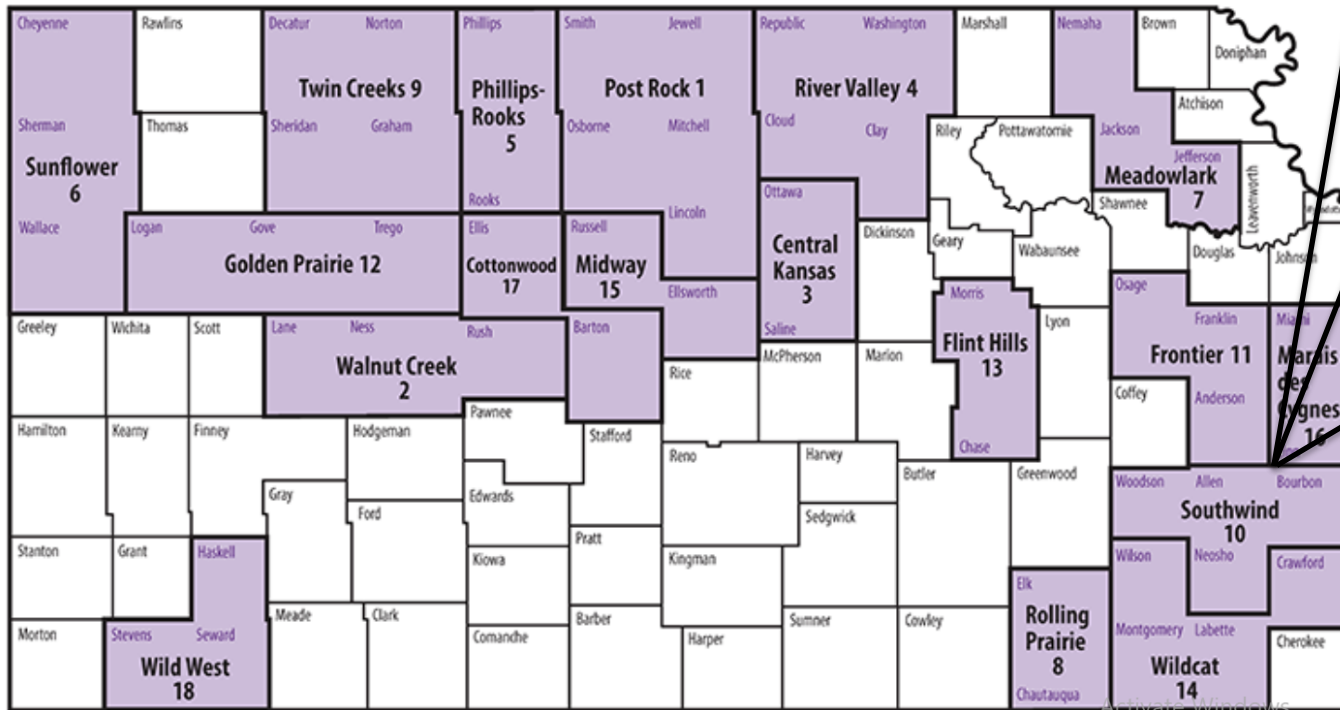 Cheyenne
Rawlins
Decatur Norton
Phillips
Smith Jewell
Republic Washington
Marshall
Nemaha
Brown
Doniphan
Twin Creeks 9
Phillips-
Rooks
5
Post Rock 1
River Valley 4
Atchison
Sherman
Thomas
Sheridan Graham
Osborne Mitchell
Cloud Clay
Riley
Pottawatomie
Jackson
Jefferson
Meadowlark
7
Leavenworth
Sunflower
6
Rooks
Ottawa
Lincoln
Shawnee
Wallace
Logan Gove Trego
Golden Prairie 12
Ellis
Cottonwood
17
Russell
Midway
15
Central
Kansas
3
Saline
Dickinson
Geary
Wabaunsee
Douglas
Johnson
Ellsworth
Morris
Flint Hills
13
Chase
Osage
Franklin
Miami
Frontier 11
Anderson
Marais
des
Cygnes
16
Greeley
Wichita
Scott
Lane Ness Rush
Walnut Creek
2
Barton
Rice
McPherson
Marion
Lyon
Coffey
Hamilton
Kearny
Finney
Hodgeman
Pawnee
Stafford
Reno
Harvey
Butler
Greenwood
Woodson Allen Bourbon
Southwind
10
Gray
Ford
Edwards
Sedgwick
Stanton
Grant
Haskell
Kiowa
Pratt
Kingman
Wilson
Neosho
Crawford
Elk
Rolling
Prairie
8
Chautauqua
Morton
Stevens Seward
Wild West
18
Meade
Clark
Comanche
Barber
Harper
Sumner
Cowley
Montgomery Labette
Wildcat
14
Cherokee
Activate Windows